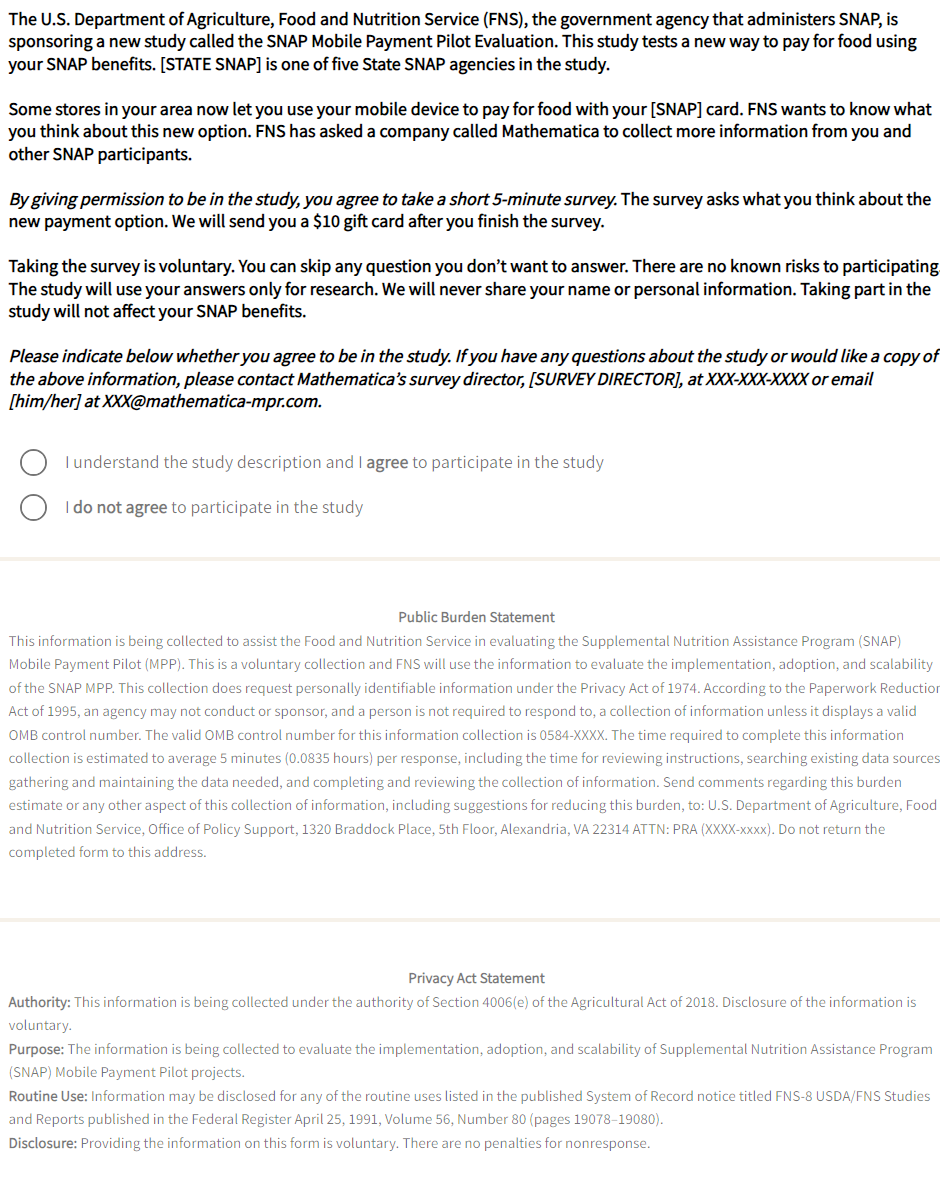 The U.S. Department of Agriculture, Food and Nutrition Service (FNS), the government agency that administers SNAP, is
sponsoring a new study called the SNAP Mobile Payment Pilot Evaluation. This study tests a new way to pay for food using
your SNAP benefits. [STATE SNAP] is one of five State SNAP agencies in the study.
Some stores in your area now let you use your mobile device to pay for food with your [SNAP] card. FNS wants to know what
you think about this new option. FNS has asked a company called Mathematica to collect more information from you and
other SNAP participants.
By giving permission to be in the study, you agree to take a short 5-minute survey. The survey asks what you think about the
new payment option. We will send you a $10 gift card after you finish the survey.
Taking the survey is voluntary. You can skip any question you don’t want to answer. There are no known risks to participating.
The study will use your answers only for research. We will never share your name or personal information. Taking part in the
study will not affect your SNAP benefits.
Please indicate below whether you agree to be in the study. If you have any questions about the study or would like a copy of
the above information, please contact Mathematica’s survey director, [SURVEY DIRECTOR], at XXX-XXX-XXXX or email
[him/her] at XXX@mathematica-mpr.com.
I understand the study description and I agree to participate in the study
I do not agree to participate in the study
Public Burden Statement
This information is being collected to assist the Food and Nutrition Service in evaluating the Supplemental Nutrition Assistance Program (SNAP)
Mobile Payment Pilot (MPP). This is a voluntary collection and FNS will use the information to evaluate the implementation, adoption, and scalability
of the SNAP MPP. This collection does request personally identifiable information under the Privacy Act of 1974. According to the Paperwork Reduction
Act of 1995, an agency may not conduct or sponsor, and a person is not required to respond to, a collection of information unless it displays a valid
OMB control number. The valid OMB control number for this information collection is 0584-XXXX. The time required to complete this information
collection is estimated to average 5 minutes (0.0835 hours) per response, including the time for reviewing instructions, searching existing data sources
gathering and maintaining the data needed, and completing and reviewing the collection of information. Send comments regarding this burden
estimate or any other aspect of this collection of information, including suggestions for reducing this burden, to: U.S. Department of Agriculture, Food
and Nutrition Service, Office of Policy Support, 1320 Braddock Place, 5th Floor, Alexandria, VA 22314 ATTN: PRA (XXXX-xxxx). Do not return the
completed form to this address.
Privacy Act Statement
Authority: This information is being collected under the authority of Section 4006(e) of the Agricultural Act of 2018. Disclosure of the information is
voluntary.
Purpose: The information is being collected to evaluate the implementation, adoption, and scalability of Supplemental Nutrition Assistance Program
(SNAP) Mobile Payment Pilot projects.
Routine Use: Information may be disclosed for any of the routine uses listed in the published System of Record notice titled FNS-8 USDA/FNS Studies
and Reports published in the Federal Register April 25, 1991, Volume 56, Number 80 (pages 19078–19080).
Disclosure: Providing the information on this form is voluntary. There are no penalties for nonresponse.